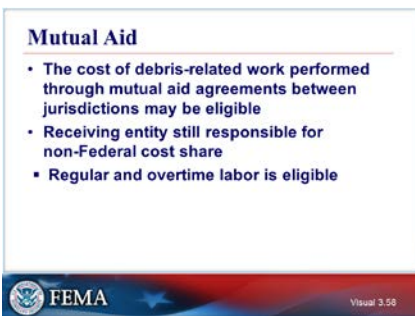 Mutual Aid
• The cost of debris-related work performed
through mutual aid agreements between
jurisdictions may be eligible
• Receiving entity still responsible for
non-Federal cost share
▪ Regular and overtime labor is eligible
FEMA
Visual 3.58